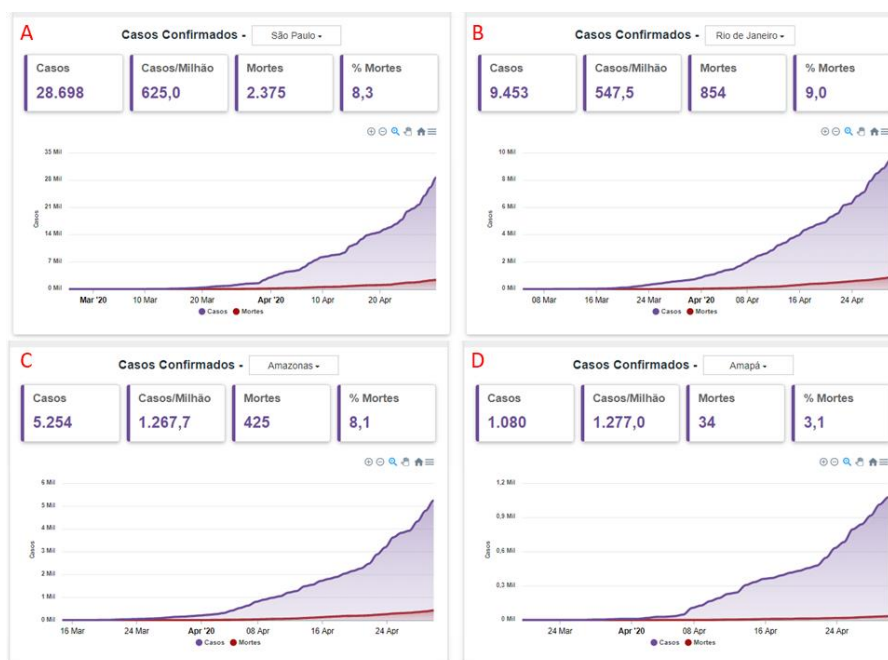 A
Casos Confirmados - São Paulo
Casos Casos/Milhão Mortes % Mortes
28.698 625,0 2.375 8,3
35 Mil
28 Mil
21 Mil
14 Mil
7 Mil
0 Mil
Casos
Mar '20 10 Mar 20 Mar Apr '20 10 Apr 20 Apr
Casos Mortes
B
Casos Confirmados - Rio de Janeiro
Casos Casos/Milhão Mortes % Mortes
9.453 547,5 854 9,0
10 Mil
8 Mil
6 Mil
4 Mil
2 Mil
0 Mil
Casos
08 Mar 16 Mar 24 Mar Apr '20 08 Apr 16 Apr 24 Apr
Casos Mortes
C
Casos Confirmados - Amazonas
Casos Casos/Milhão Mortes % Mortes
5.254 1.267,7 425 8,1
6 Mil
5 Mil
4 Mil
3 Mil
2 Mil
1 Mil
0 Mil
Casos
16 Mar 24 Mar Apr '20 08 Apr 16 Apr 24 Apr
Casos Mortes
D
Casos Confirmados - Amapá
Casos Casos/Milhão Mortes % Mortes
1.080 1.277,0 34 3,1
1,2 Mil
0,9 Mil
0,6 Mil
0,3 Mil
0 Mil
Casos
24 Mar Apr '20 08 Apr 16 Apr 24 Apr
Casos Mortes